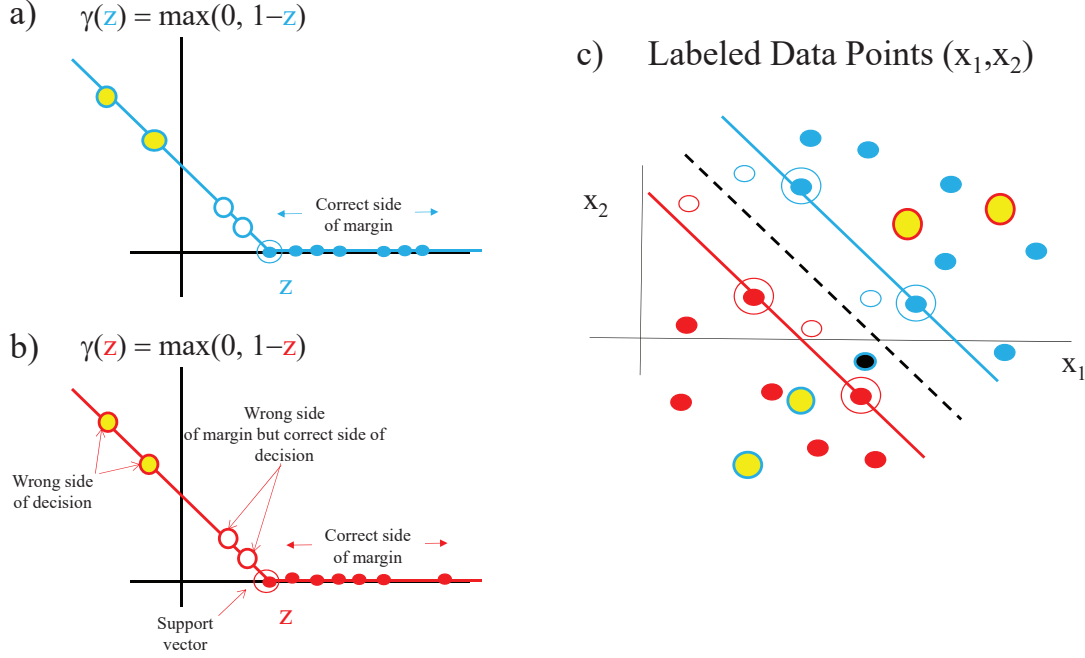 a) γ(z) = max(0, 1−z)
Correct side
of margin
z
b) γ(z) = max(0, 1−z)
Wrong side
of margin but correct side of
decision
Wrong side
of decision
Correct side
of margin
z
Support
vector
c) Labeled Data Points (x₁,x₂)
x₂
x₁